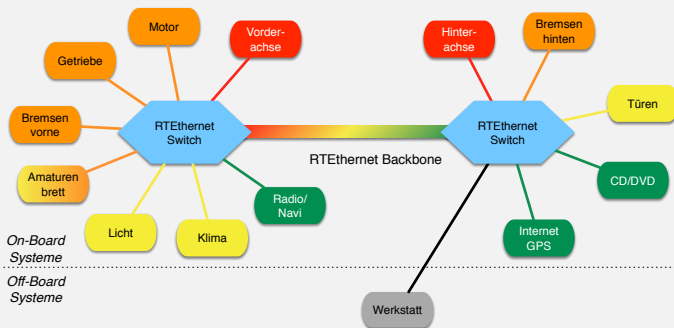 Motor
Vorder-
achse
Hinter-
achse
Bremsen
hinten
Getriebe
Türen
Bremsen
vorne
RTEthernet
Switch
RTEthernet
Switch
RTEthernet Backbone
Amaturen
brett
CD/DVD
Radio/
Navi
Licht
Klima
Internet
GPS
On-Board
Systeme
Off-Board
Systeme
Werkstatt